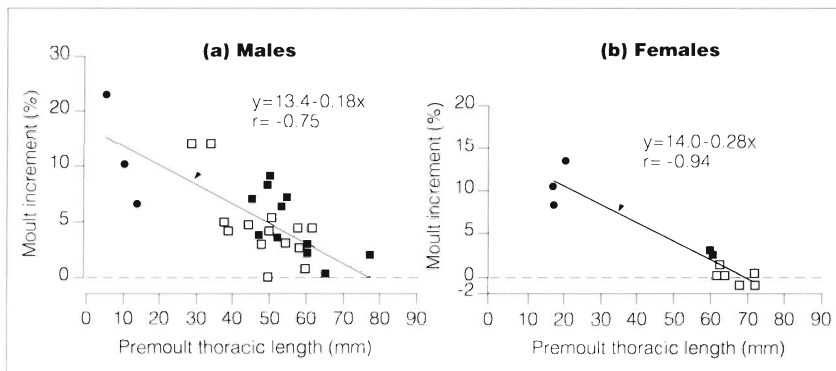 (a) Males
Moult increment (%)
30
20
10
5
0
y=13.4-0.18x
r= -0.75
0 10 20 30 40 50 60 70 80 90
Premoult thoracic length (mm)
(b) Females
Moult increment (%)
20
15
10
5
0
-2
y=14.0-0.28x
r= -0.94
0 10 20 30 40 50 60 70 80 90
Premoult thoracic length (mm)